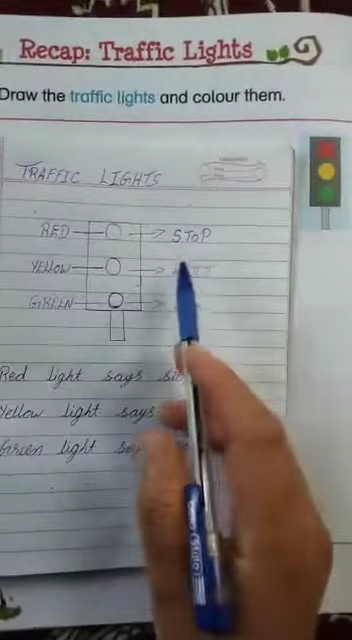 Recap: Traffic Lights
Draw the traffic lights and colour them.
TRAFFIC LIGHTS
RED STOP
YELLOW
GREEN
Red light says
Yellow light says
Green light